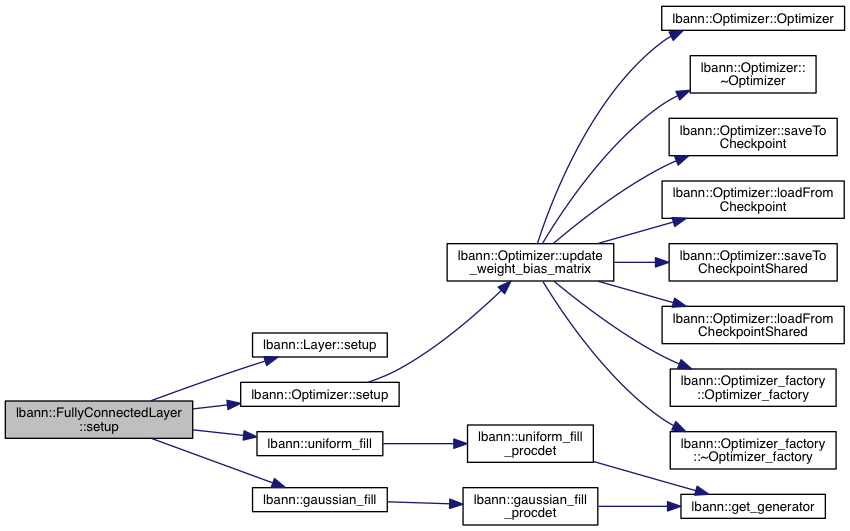 lbann::Optimizer::Optimizer
lbann::Optimizer::
~Optimizer
lbann::Optimizer::saveTo
Checkpoint
lbann::Optimizer::loadFrom
Checkpoint
lbann::Optimizer::update
_weight_bias_matrix
lbann::Optimizer::saveTo
CheckpointShared
lbann::Optimizer::loadFrom
CheckpointShared
lbann::Layer::setup
lbann::Optimizer::setup
lbann::Optimizer_factory
::Optimizer_factory
lbann::FullyConnectedLayer
::setup
lbann::uniform_fill
lbann::uniform_fill
_procdet
lbann::Optimizer_factory
::~Optimizer_factory
lbann::gaussian_fill
lbann::gaussian_fill
_procdet
lbann::get_generator